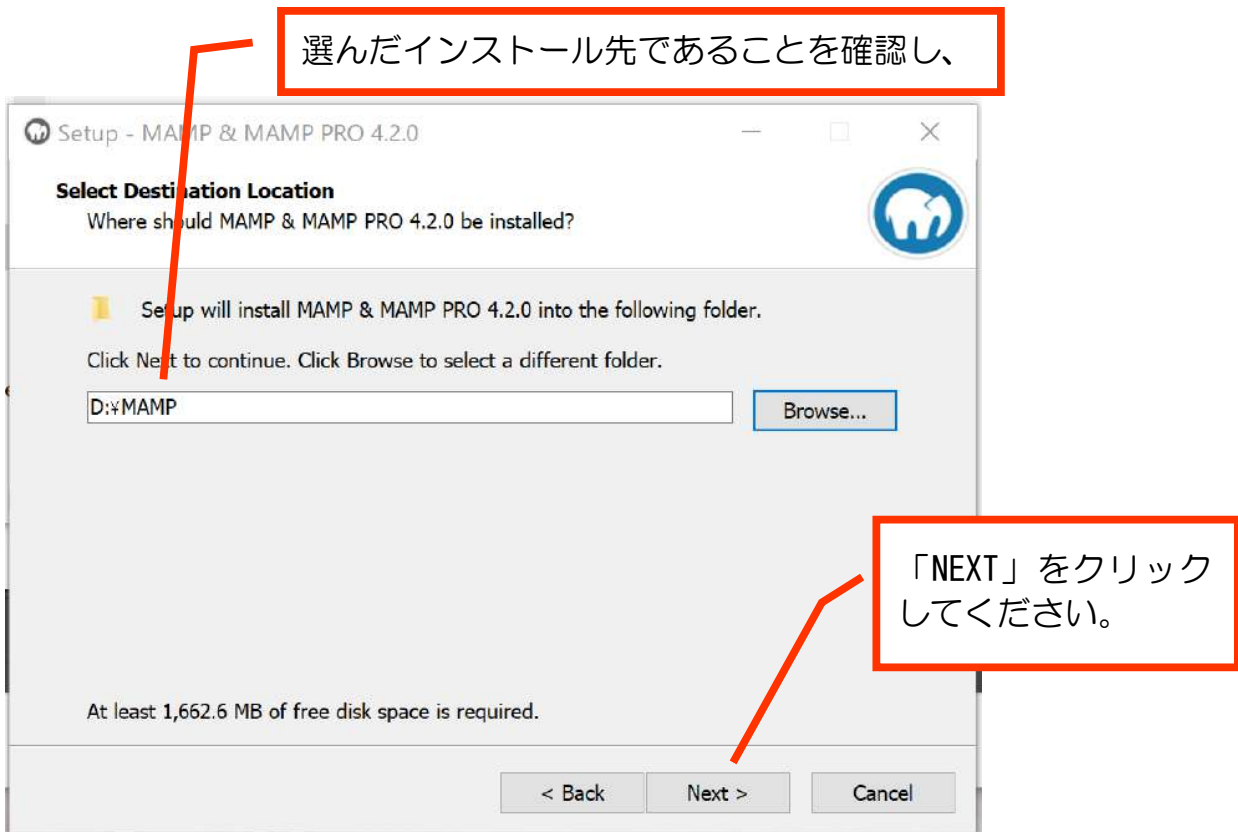 選んだインストール先であることを確認し、
Setup - MAMP & MAMP PRO 4.2.0
Select Destination Location
Where should MAMP & MAMP PRO 4.2.0 be installed?
Setup will install MAMP & MAMP PRO 4.2.0 into the following folder.
Click Next to continue. Click Browse to select a different folder.
D:¥MAMP
Browse...
「NEXT」をクリック
してください。
At least 1,662.6 MB of free disk space is required.
< Back
Next >
Cancel